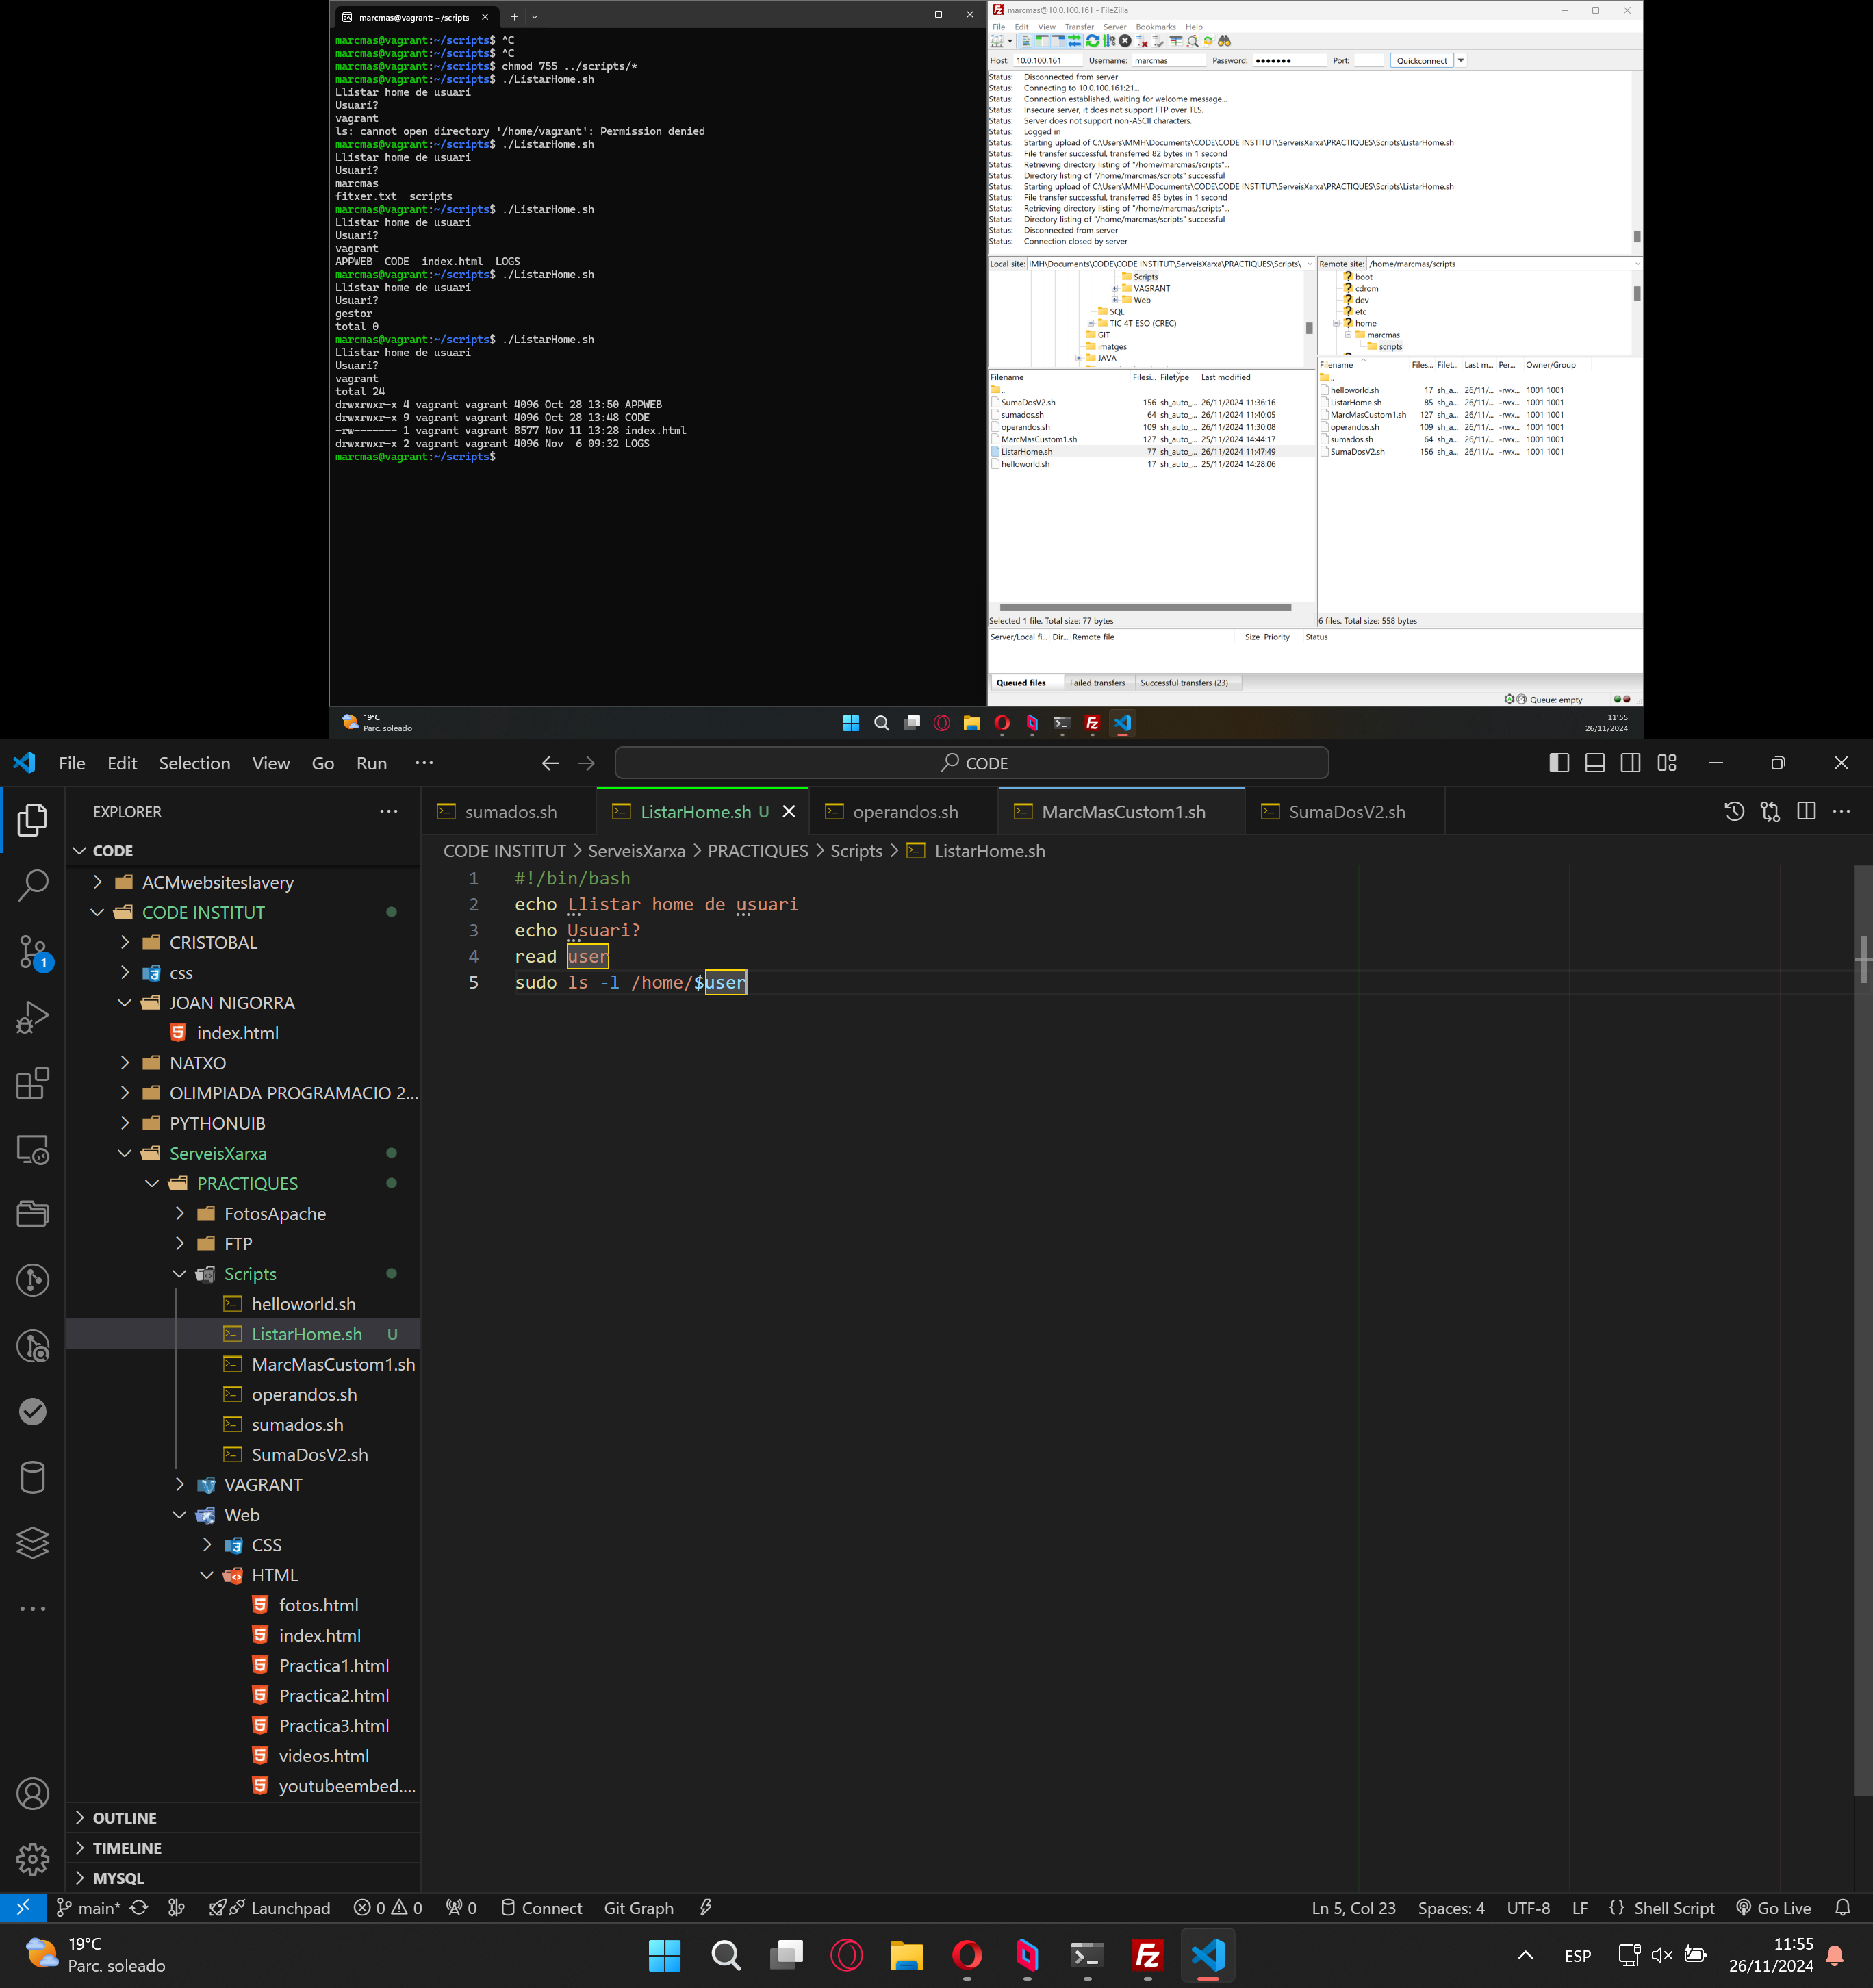 marcmas@vagrant: ~/scripts
marcmas@vagrant:~/scripts$ ^C
marcmas@vagrant:~/scripts$ ^C
marcmas@vagrant:~/scripts$ chmod 755 ../scripts/*
marcmas@vagrant:~/scripts$ ./ListarHome.sh
Llistar home de usuari
Usuari?
vagrant
ls: cannot open directory '/home/vagrant': Permission denied
marcmas@vagrant:~/scripts$ ./ListarHome.sh
Llistar home de usuari
Usuari?
marcmas
fitxer.txt  scripts
marcmas@vagrant:~/scripts$ ./ListarHome.sh
Llistar home de usuari
Usuari?
vagrant
APPWEB  CODE  index.html  LOGS
marcmas@vagrant:~/scripts$ ./ListarHome.sh
Llistar home de usuari
Usuari?
gestor
total 0
marcmas@vagrant:~/scripts$ ./ListarHome.sh
Llistar home de usuari
Usuari?
vagrant
total 24
drwxrwxr-x 4 vagrant vagrant 4096 Oct 28 13:50 APPWEB
drwxrwxr-x 9 vagrant vagrant 4096 Oct 28 13:48 CODE
-rw------- 1 vagrant vagrant 8577 Nov 11 13:28 index.html
drwxrwxr-x 2 vagrant vagrant 4096 Nov  6 09:32 LOGS
marcmas@vagrant:~/scripts$
marcmas@10.0.100.161 - FileZilla
File Edit View Transfer Server Bookmarks Help
Host: 10.0.100.161 Username: marcmas Password: ●●●●●●● Port: Quickconnect
Status: Disconnected from server
Status: Connecting to 10.0.100.161:21...
Status: Connection established, waiting for welcome message...
Status: Insecure server, it does not support FTP over TLS.
Status: Server does not support non-ASCII characters.
Status: Logged in
Status: Starting upload of C:\Users\MMH\Documents\CODE\CODE INSTITUT\ServeisXarxa\PRACTIQUES\Scripts\ListarHome.sh
Status: File transfer successful, transferred 82 bytes in 1 second
Status: Retrieving directory listing of "/home/marcmas/scripts"...
Status: Directory listing of "/home/marcmas/scripts" successful
Status: Starting upload of C:\Users\MMH\Documents\CODE\CODE INSTITUT\ServeisXarxa\PRACTIQUES\Scripts\ListarHome.sh
Status: File transfer successful, transferred 85 bytes in 1 second
Status: Retrieving directory listing of "/home/marcmas/scripts"...
Status: Directory listing of "/home/marcmas/scripts" successful
Status: Disconnected from server
Status: Connection closed by server
Local site: MH\Documents\CODE\CODE INSTITUT\ServeisXarxa\PRACTIQUES\Scripts\
Scripts
VAGRANT
Web
SQL
TIC 4T ESO (CREC)
GIT
imatges
JAVA
Remote site: /home/marcmas/scripts
boot
cdrom
dev
etc
home
marcmas
scripts
Filename Filesi... Filetype Last modified
..
SumaDosV2.sh 156 sh_auto_... 26/11/2024 11:36:16
sumados.sh 64 sh_auto_... 26/11/2024 11:40:05
operandos.sh 109 sh_auto_... 26/11/2024 11:30:08
MarcMasCustom1.sh 127 sh_auto_... 25/11/2024 14:44:17
ListarHome.sh 77 sh_auto_... 26/11/2024 11:47:49
helloworld.sh 17 sh_auto_... 25/11/2024 14:28:06
Selected 1 file. Total size: 77 bytes
Filename Files... Filet... Last m... Per... Owner/Group
..
helloworld.sh 17 sh_a... 26/11/... -rwx... 1001 1001
ListarHome.sh 85 sh_a... 26/11/... -rwx... 1001 1001
MarcMasCustom1.sh 127 sh_a... 26/11/... -rwx... 1001 1001
operandos.sh 109 sh_a... 26/11/... -rwx... 1001 1001
sumados.sh 64 sh_a... 26/11/... -rwx... 1001 1001
SumaDosV2.sh 156 sh_a... 26/11/... -rwx... 1001 1001
6 files. Total size: 558 bytes
Server/Local fi... Dir... Remote file Size Priority Status
Queued files Failed transfers Successful transfers (23)
Queue: empty
19°C
Parc. soleado
11:55
26/11/2024
File Edit Selection View Go Run ··· CODE
EXPLORER
CODE
ACMwebsiteslavery
CODE INSTITUT
CRISTOBAL
css
JOAN NIGORRA
index.html
NATXO
OLIMPIADA PROGRAMACIO 2...
PYTHONUIB
ServeisXarxa
PRACTIQUES
FotosApache
FTP
Scripts
helloworld.sh
ListarHome.sh U
MarcMasCustom1.sh
operandos.sh
sumados.sh
SumaDosV2.sh
VAGRANT
Web
CSS
HTML
fotos.html
index.html
Practica1.html
Practica2.html
Practica3.html
videos.html
youtubeembed....
OUTLINE
TIMELINE
MYSQL
1
sumados.sh ListarHome.sh U operandos.sh MarcMasCustom1.sh SumaDosV2.sh
CODE INSTITUT > ServeisXarxa > PRACTIQUES > Scripts > ListarHome.sh
1 #!/bin/bash
2 echo Llistar home de usuari
3 echo Usuari?
4 read user
5 sudo ls -l /home/$user
main* Launchpad 0 0 0 Connect Git Graph Ln 5, Col 23 Spaces: 4 UTF-8 LF {} Shell Script Go Live
19°C
Parc. soleado
ESP
11:55
26/11/2024